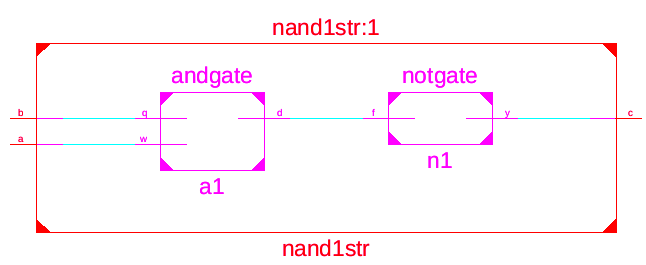 nand1str:1
andgate notgate
b q d f y c
a w
a1 n1
nand1str